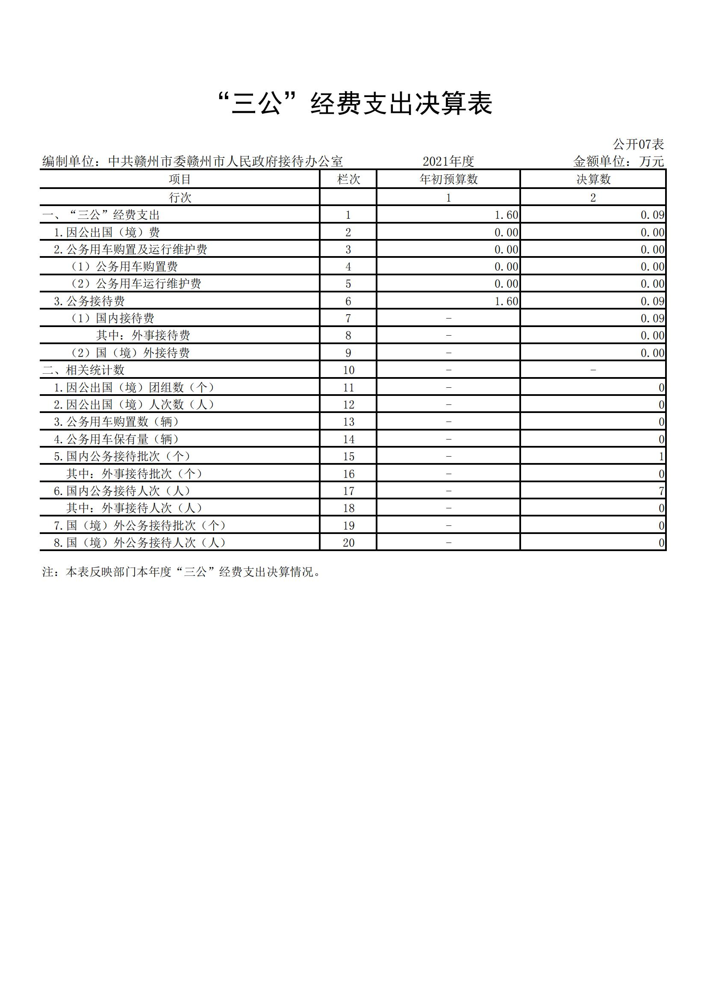 “三公”经费支出决算表
公开07表
编制单位：中共赣州市委赣州市人民政府接待办公室 2021年度 金额单位：万元
项目 栏次 年初预算数 决算数
行次 1 2
一、“三公”经费支出 1 1.60 0.09
1.因公出国（境）费 2 0.00 0.00
2.公务用车购置及运行维护费 3 0.00 0.00
（1）公务用车购置费 4 0.00 0.00
（2）公务用车运行维护费 5 0.00 0.00
3.公务接待费 6 1.60 0.09
（1）国内接待费 7 - 0.09
其中：外事接待费 8 - 0.00
（2）国（境）外接待费 9 - 0.00
二、相关统计数 10 - -
1.因公出国（境）团组数（个） 11 - 0
2.因公出国（境）人次数（人） 12 - 0
3.公务用车购置数（辆） 13 - 0
4.公务用车保有量（辆） 14 - 0
5.国内公务接待批次（个） 15 - 1
其中：外事接待批次（个） 16 - 0
6.国内公务接待人次（人） 17 - 7
其中：外事接待人次（人） 18 - 0
7.国（境）外公务接待批次（个） 19 - 0
8.国（境）外公务接待人次（人） 20 - 0
注：本表反映部门本年度“三公”经费支出决算情况。